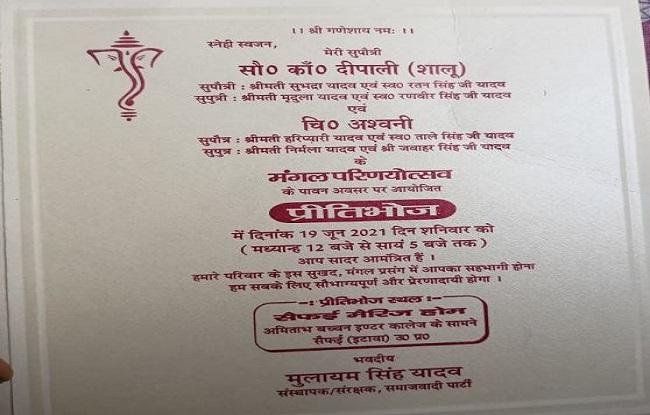 ।। श्री गणेशाय नमः ।।
स्नेही स्वजन,
मेरी सुपौत्री
सौ० काँ० दीपाली (शालू)
सुपौत्री : श्रीमती सुभद्रा यादव एवं स्व० रतन सिंह जी यादव
सुपुत्री : श्रीमती मृदुला यादव एवं स्व० रणवीर सिंह जी यादव
एवं
चि० अश्वनी
सुपौत्र : श्रीमती हरिप्यारी यादव एवं स्व० ताले सिंह जी यादव
सुपुत्र : श्रीमती निर्मला यादव एवं श्री जवाहर सिंह जी यादव
के
मंगल परिणयोत्सव
के पावन अवसर पर आयोजित
प्रीतिभोज
में दिनांक 19 जून 2021 दिन शनिवार को
( मध्यान्ह 12 बजे से सायं 5 बजे तक )
आप सादर आमंत्रित हैं ।
हमारे परिवार के इस सुखद, मंगल प्रसंग में आपका सहभागी होना
हम सबके लिए सौभाग्यपूर्ण और प्रेरणादायी होगा ।
-: प्रीतिभोज स्थल :-
सैफई मैरिज होम
अमिताभ बच्चन इण्टर कालेज के सामने
सैफई (इटावा) उ० प्र०
भवदीय
मुलायम सिंह यादव
संस्थापक/संरक्षक, समाजवादी पार्टी